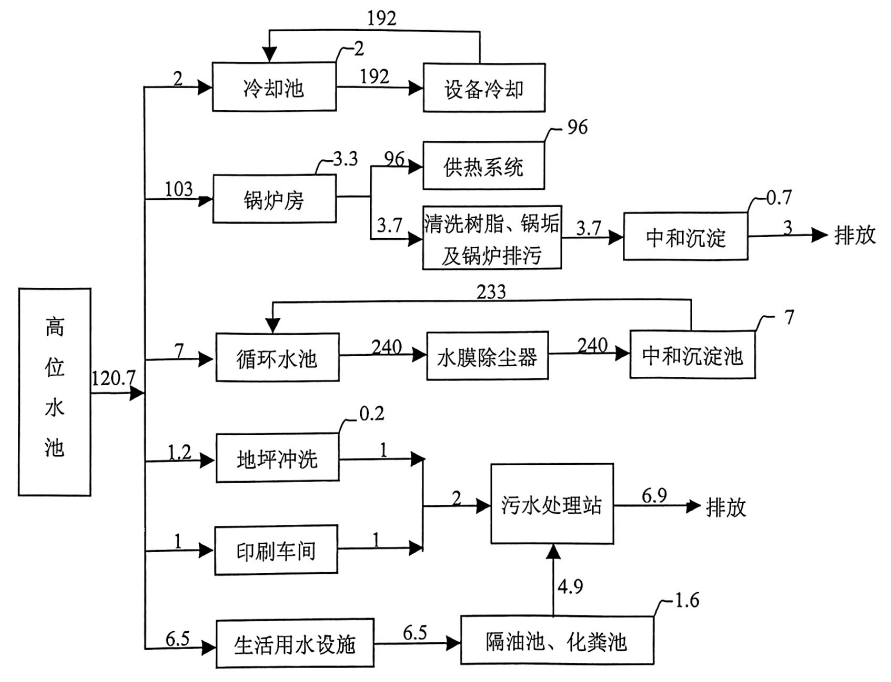 192
2
2
冷却池
192
设备冷却
96
3.3
96
供热系统
103
锅炉房
0.7
3.7
清洗树脂、锅垢
及锅炉排污
3.7
中和沉淀
3
排放
233
7
高
位
水
池
120.7
7
循环水池
240
水膜除尘器
240
中和沉淀池
0.2
1.2
地坪冲洗
1
2
污水处理站
6.9
排放
1
印刷车间
1
4.9
1.6
6.5
生活用水设施
6.5
隔油池、化粪池